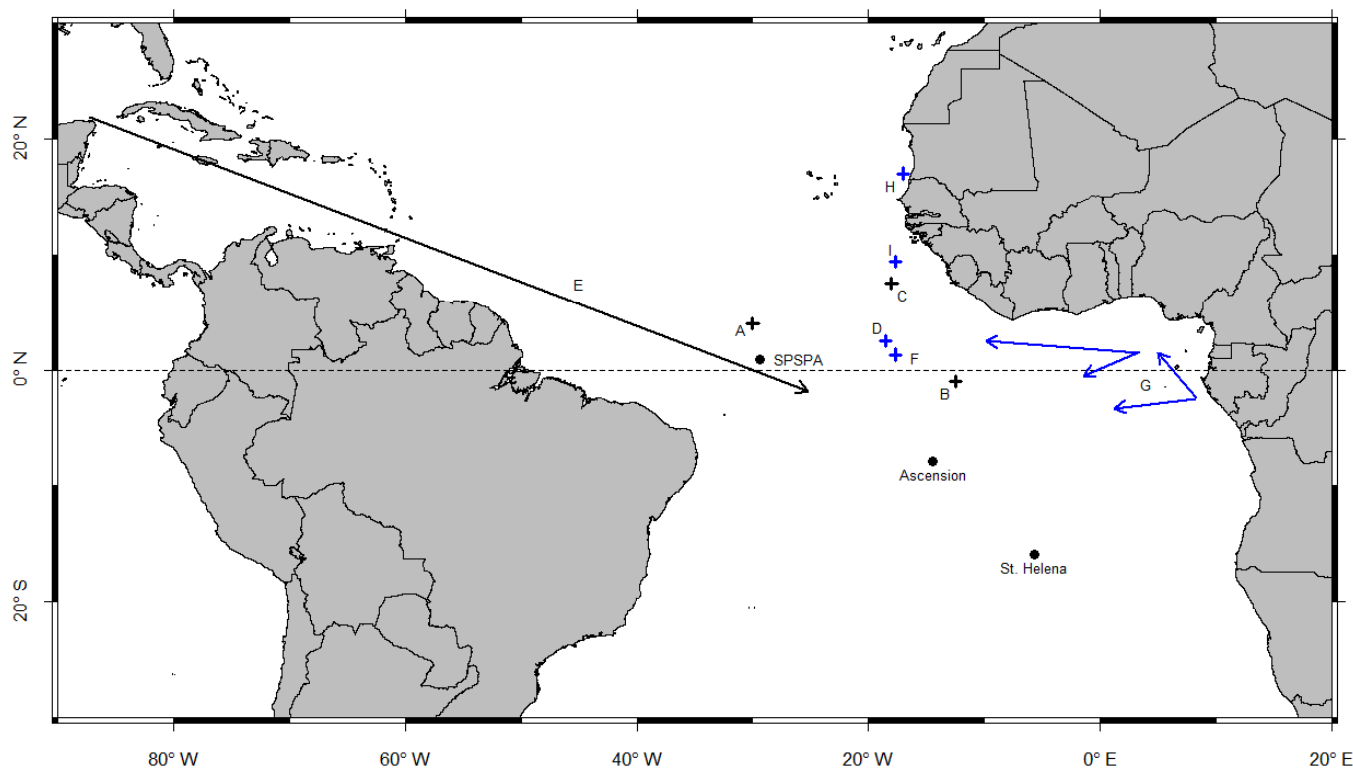 20° N
0° N
20° S
H
I
E
C
A
D
F
SPSPA
G
B
Ascension
St. Helena
80° W
60° W
40° W
20° W
0° E
20° E